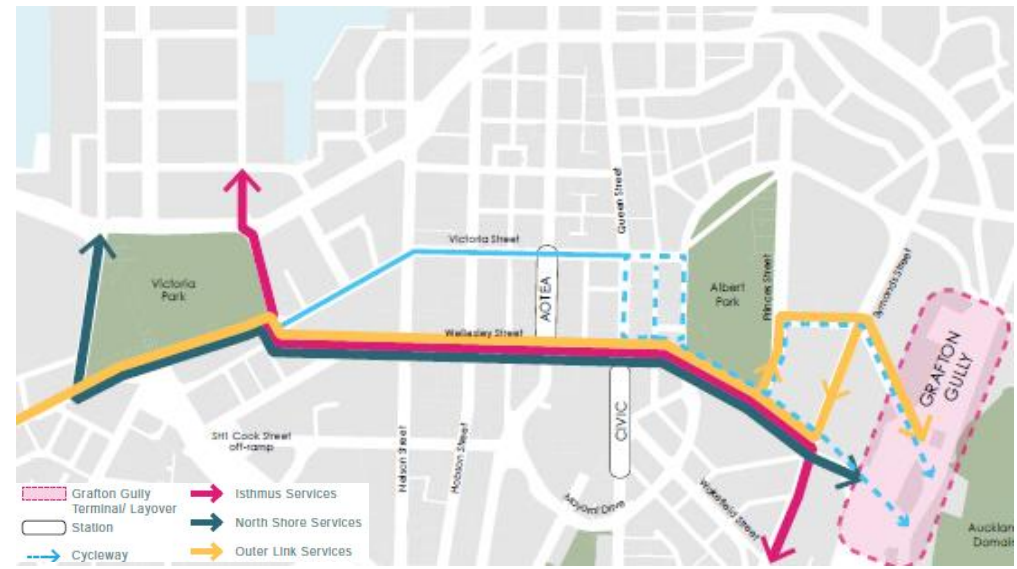 Queen Street
Victoria Street
Victoria
Park
AOTEA
Albert
Park
Princes Street
Symonds Street
Wellesley Street
GRAFTON
GULLY
CIVIC
SH1 Cook Street
off-ramp
Nelson Street
Hobson Street
Mayoral Drive
Wakefield Street
Aucklan
Domai
Grafton Gully
Terminal/ Layover
Station
Cycleway
Isthmus Services
North Shore Services
Outer Link Services